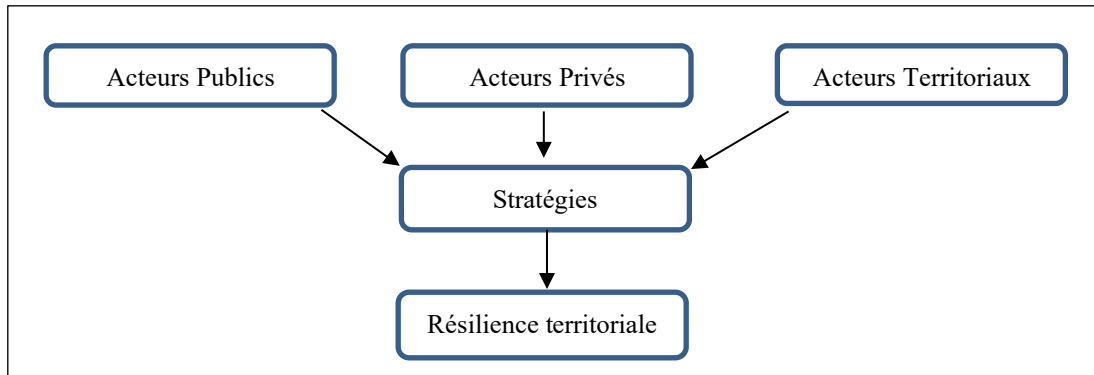 Acteurs Publics
Acteurs Privés
Acteurs Territoriaux
Stratégies
Résilience territoriale